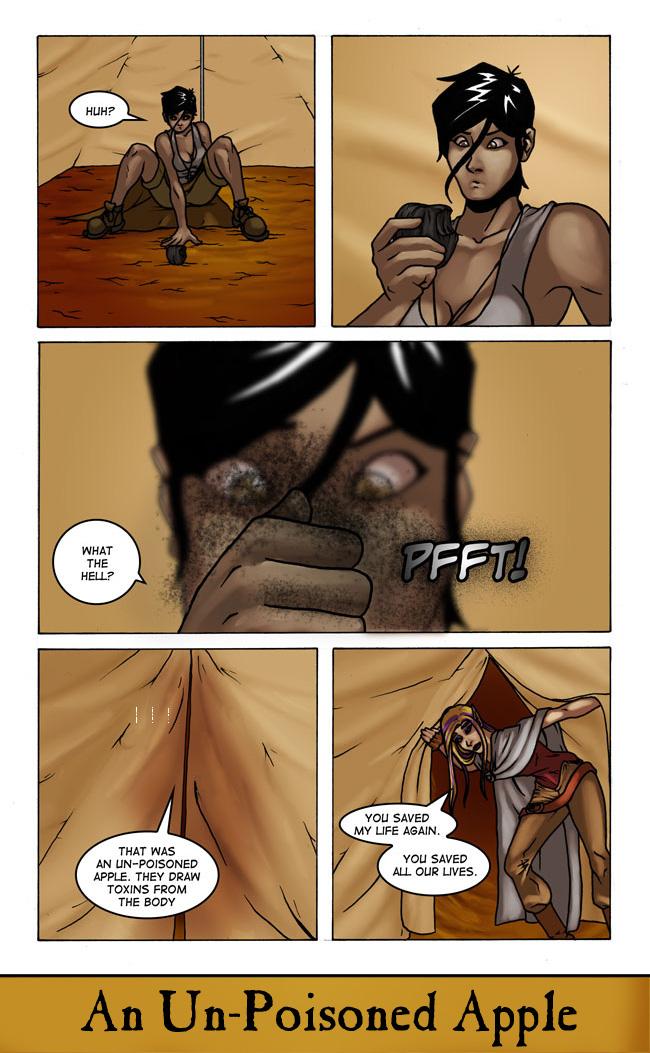 HUH?
WHAT
THE
HELL?
PFFT!
! ! !
THAT WAS
AN UN-POISONED
APPLE. THEY DRAW
TOXINS FROM
THE BODY
YOU SAVED
MY LIFE AGAIN.
YOU SAVED
ALL OUR LIVES.
An Un-Poisoned Apple